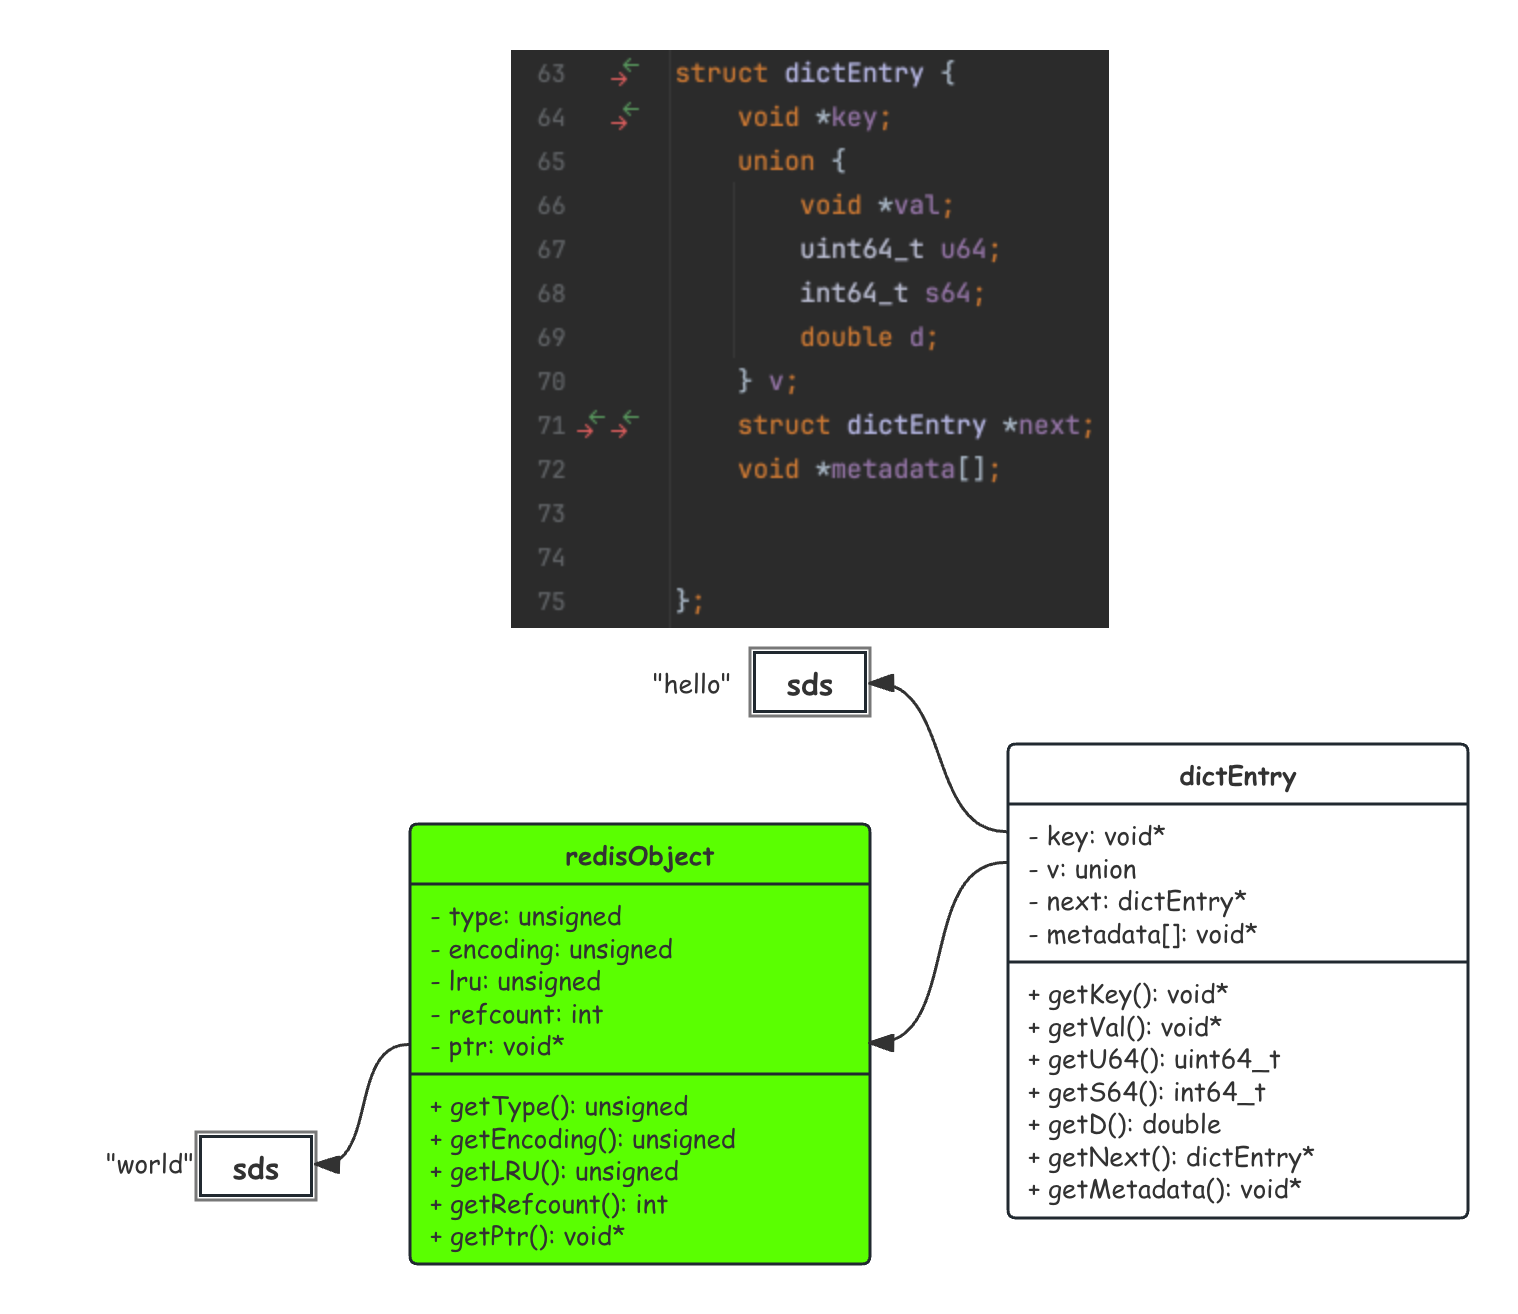 63 struct dictEntry {
64 void *key;
65 union {
66 void *val;
67 uint64_t u64;
68 int64_t s64;
69 double d;
70 } v;
71 struct dictEntry *next;
72 void *metadata[];
73
74
75 };
"hello" sds
dictEntry
- key: void*
- v: union
- next: dictEntry*
- metadata[]: void*
+ getKey(): void*
+ getVal(): void*
+ getU64(): uint64_t
+ getS64(): int64_t
+ getD(): double
+ getNext(): dictEntry*
+ getMetadata(): void*
redisObject
- type: unsigned
- encoding: unsigned
- lru: unsigned
- refcount: int
- ptr: void*
+ getType(): unsigned
+ getEncoding(): unsigned
+ getLRU(): unsigned
+ getRefcount(): int
+ getPtr(): void*
"world" sds